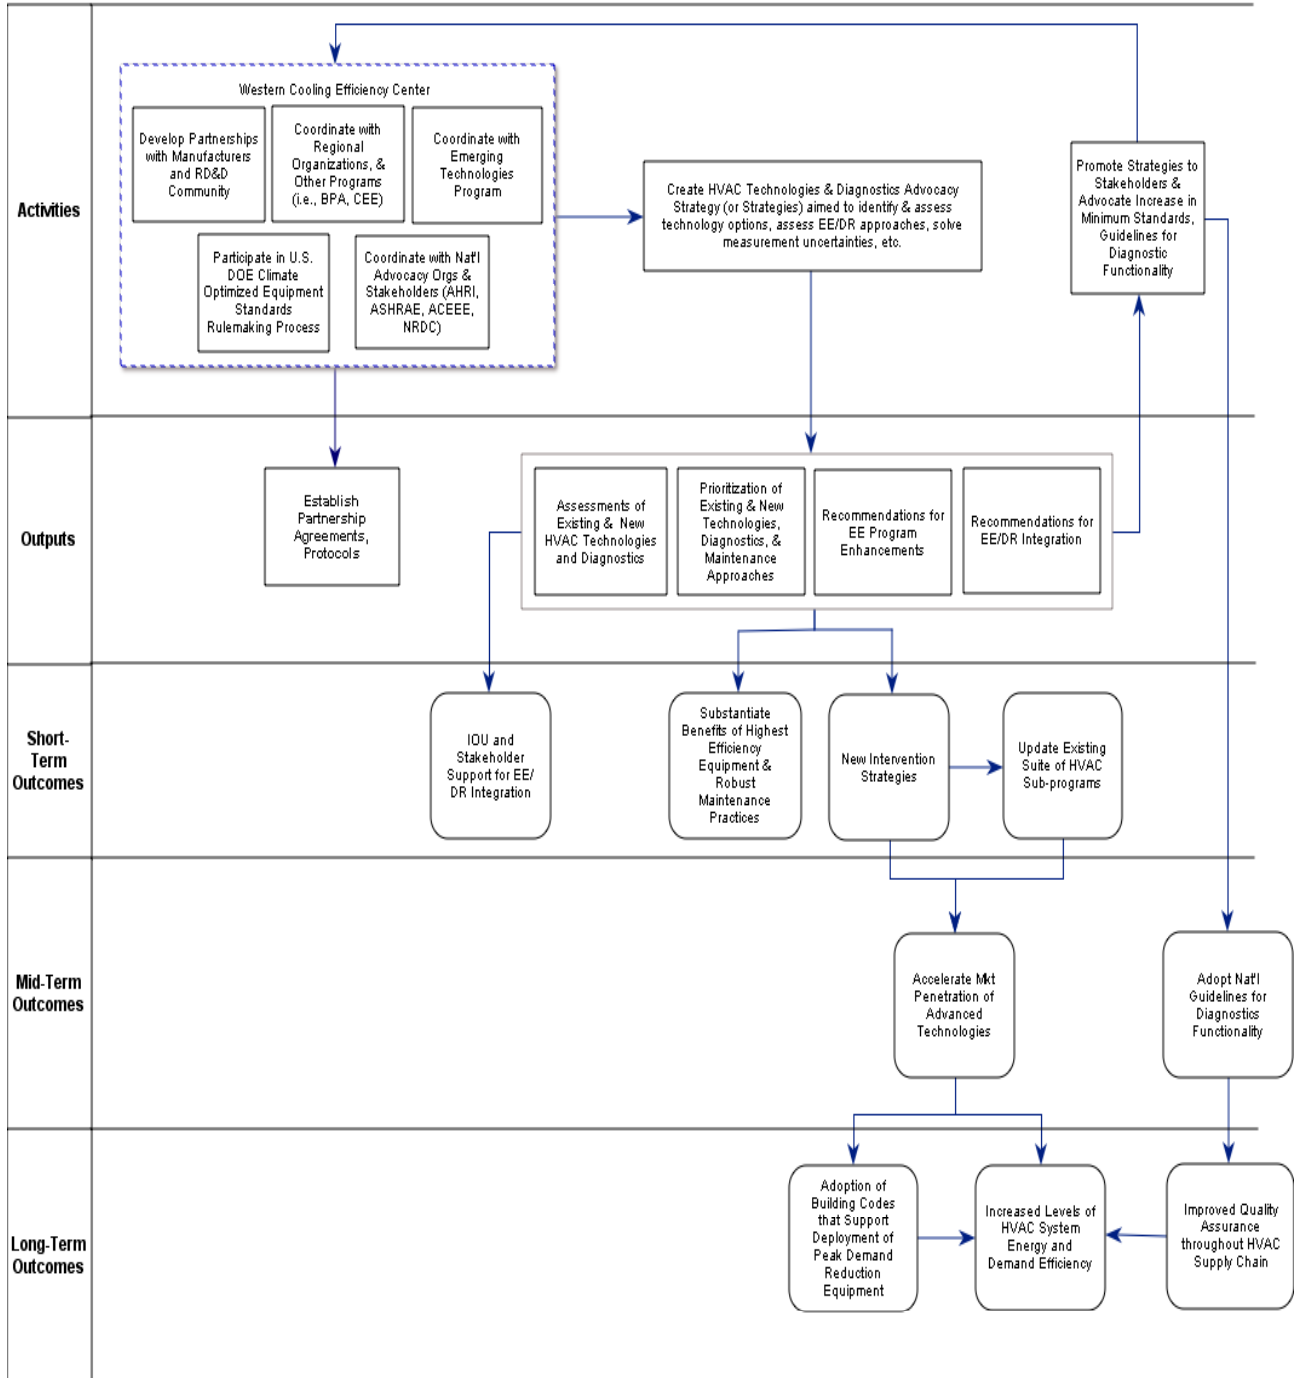 Activities
Western Cooling Efficiency Center
Develop Partnerships
with Manufacturers
and RD&D
Community
Coordinate with
Regional
Organizations, &
Other Programs
(i.e., BPA, CEE)
Coordinate with
Emerging
Technologies
Program
Participate in U.S.
DOE Climate
Optimized Equipment
Standards
Rulemaking Process
Coordinate with Nat'l
Advocacy Orgs &
Stakeholders (AHRI,
ASHRAE, ACEEE,
NRDC)
Create HVAC Technologies & Diagnostics Advocacy
Strategy (or Strategies) aimed to identify & assess
technology options, assess EE/DR approaches, solve
measurement uncertainties, etc.
Promote Strategies to
Stakeholders &
Advocate Increase in
Minimum Standards,
Guidelines for
Diagnostic
Functionality
Outputs
Establish
Partnership
Agreements,
Protocols
Assessments of
Existing & New
HVAC Technologies
and Diagnostics
Prioritization of
Existing & New
Technologies,
Diagnostics, &
Maintenance
Approaches
Recommendations for
EE Program
Enhancements
Recommendations for
EE/DR Integration
Short-
Term
Outcomes
IOU and
Stakeholder
Support for EE/
DR Integration
Substantiate
Benefits of Highest
Efficiency
Equipment &
Robust
Maintenance
Practices
New Intervention
Strategies
Update Existing
Suite of HVAC
Sub-programs
Mid-Term
Outcomes
Accelerate Mkt
Penetration of
Advanced
Technologies
Adopt Nat'l
Guidelines for
Diagnostics
Functionality
Long-Term
Outcomes
Adoption of
Building Codes
that Support
Deployment of
Peak Demand
Reduction
Equipment
Increased Levels of
HVAC System
Energy and
Demand Efficiency
Improved Quality
Assurance
throughout HVAC
Supply Chain